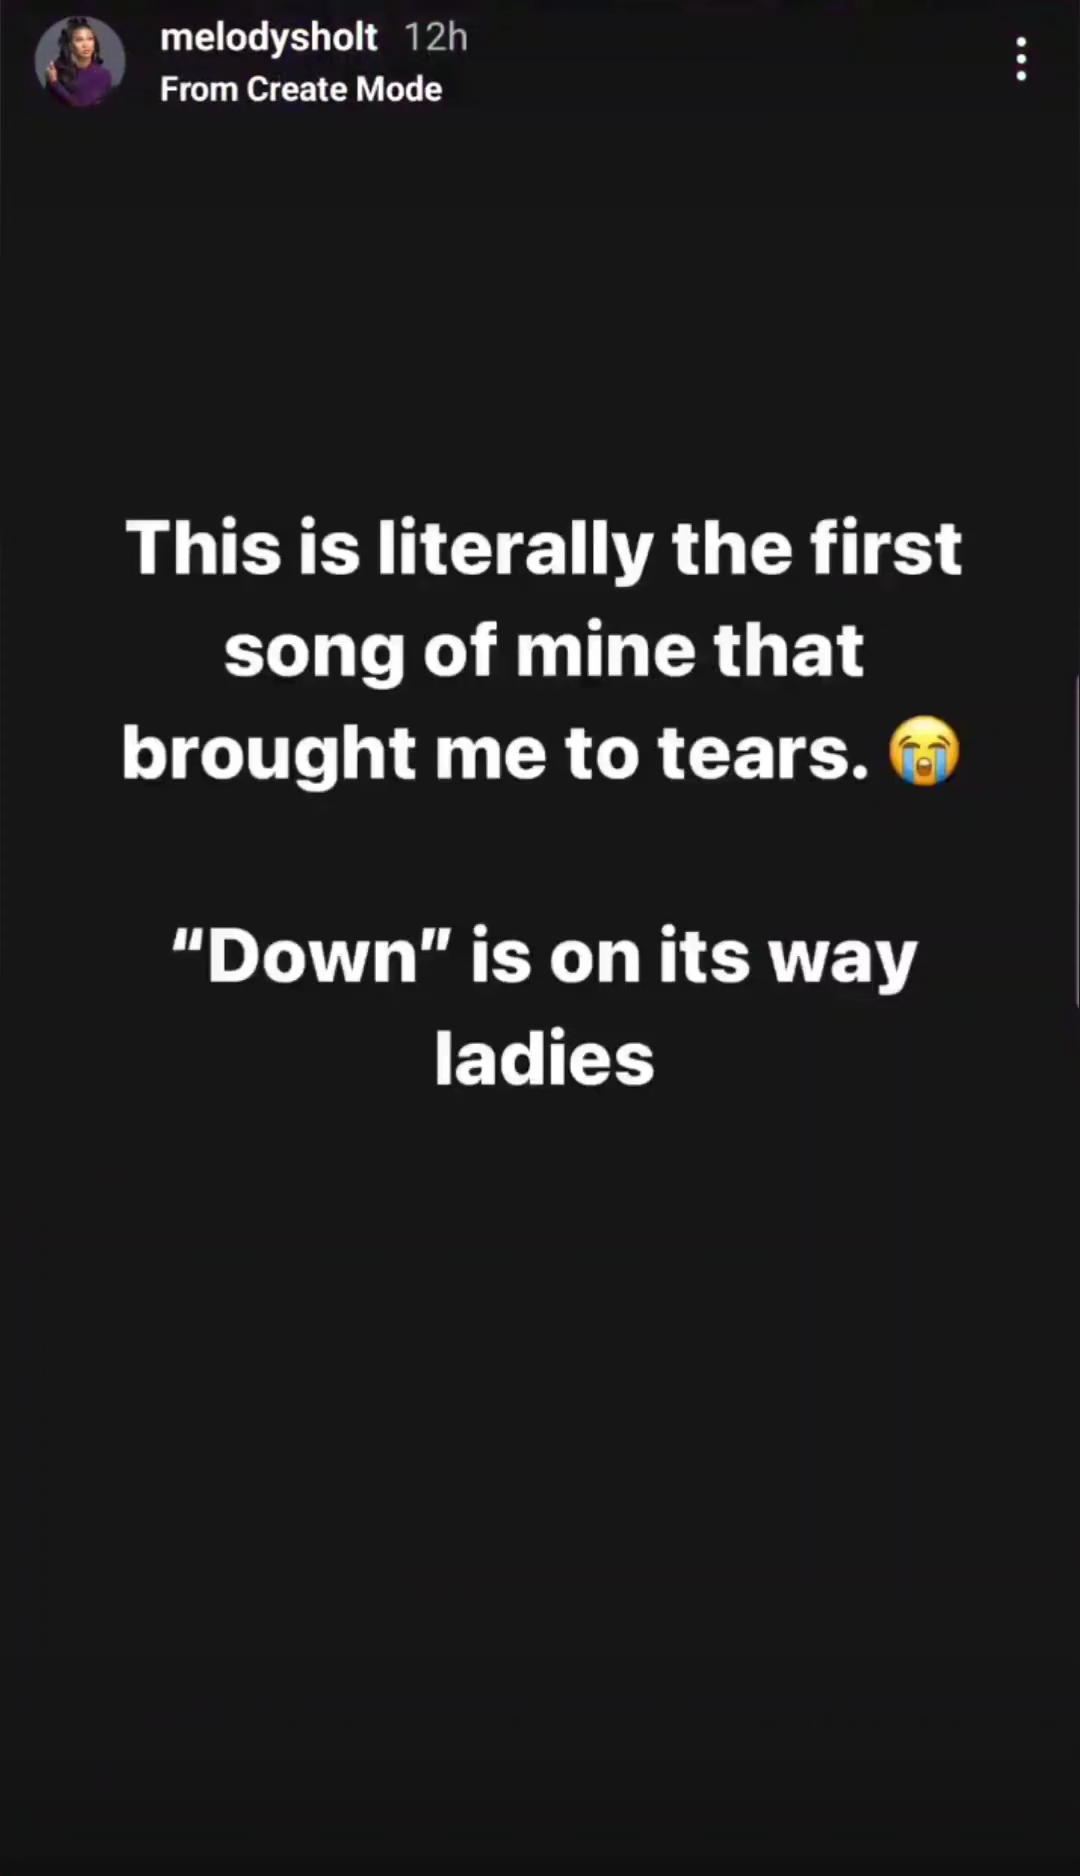 melodysholt 12h
From Create Mode
This is literally the first
song of mine that
brought me to tears. 😭
“Down” is on its way
ladies